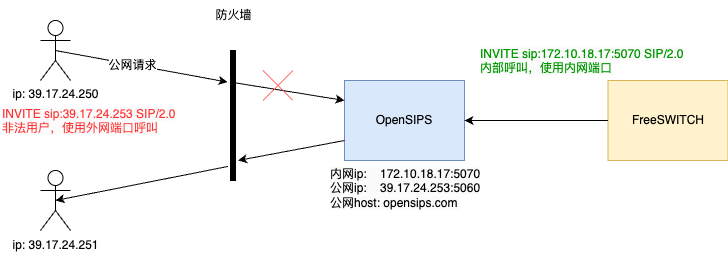 防火墙
公网请求
ip: 39.17.24.250
INVITE sip:39.17.24.253 SIP/2.0
非法用户，使用外网端口呼叫
INVITE sip:172.10.18.17:5070 SIP/2.0
内部呼叫，使用内网端口
OpenSIPS
FreeSWITCH
内网ip: 172.10.18.17:5070
公网ip: 39.17.24.253:5060
公网host: opensips.com
ip: 39.17.24.251